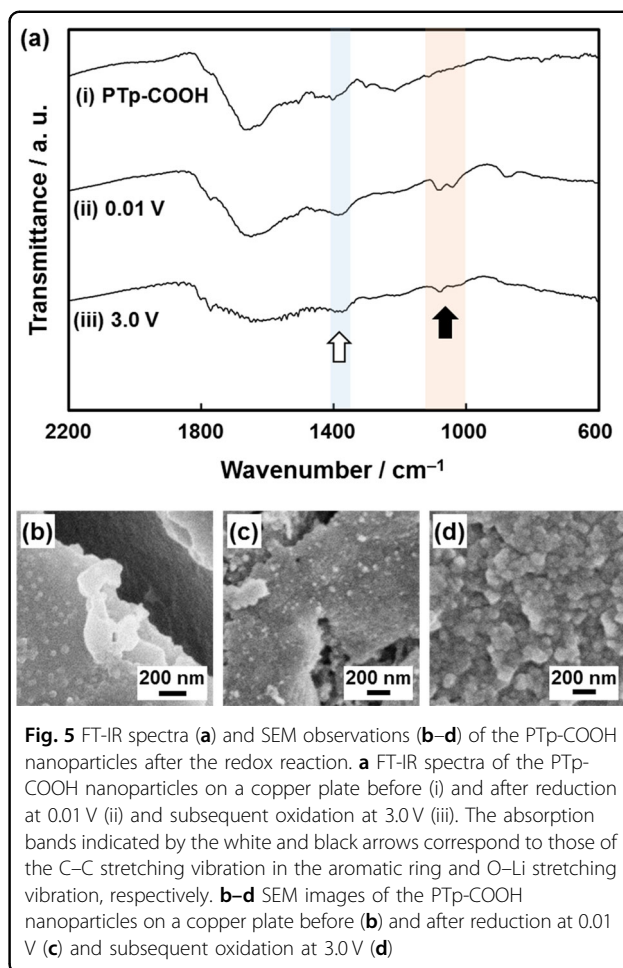 (a)
(i) PTp-COOH
(ii) 0.01 V
(iii) 3.0 V
Transmittance / a. u.
2200 1800 1400 1000 600
Wavenumber / cm⁻¹
(b) (c) (d)
200 nm 200 nm 200 nm
Fig. 5 FT-IR spectra (a) and SEM observations (b–d) of the PTp-COOH
nanoparticles after the redox reaction. a FT-IR spectra of the PTp-
COOH nanoparticles on a copper plate before (i) and after reduction
at 0.01 V (ii) and subsequent oxidation at 3.0 V (iii). The absorption
bands indicated by the white and black arrows correspond to those of
the C–C stretching vibration in the aromatic ring and O–Li stretching
vibration, respectively. b–d SEM images of the PTp-COOH
nanoparticles on a copper plate before (b) and after reduction at 0.01
V (c) and subsequent oxidation at 3.0 V (d)